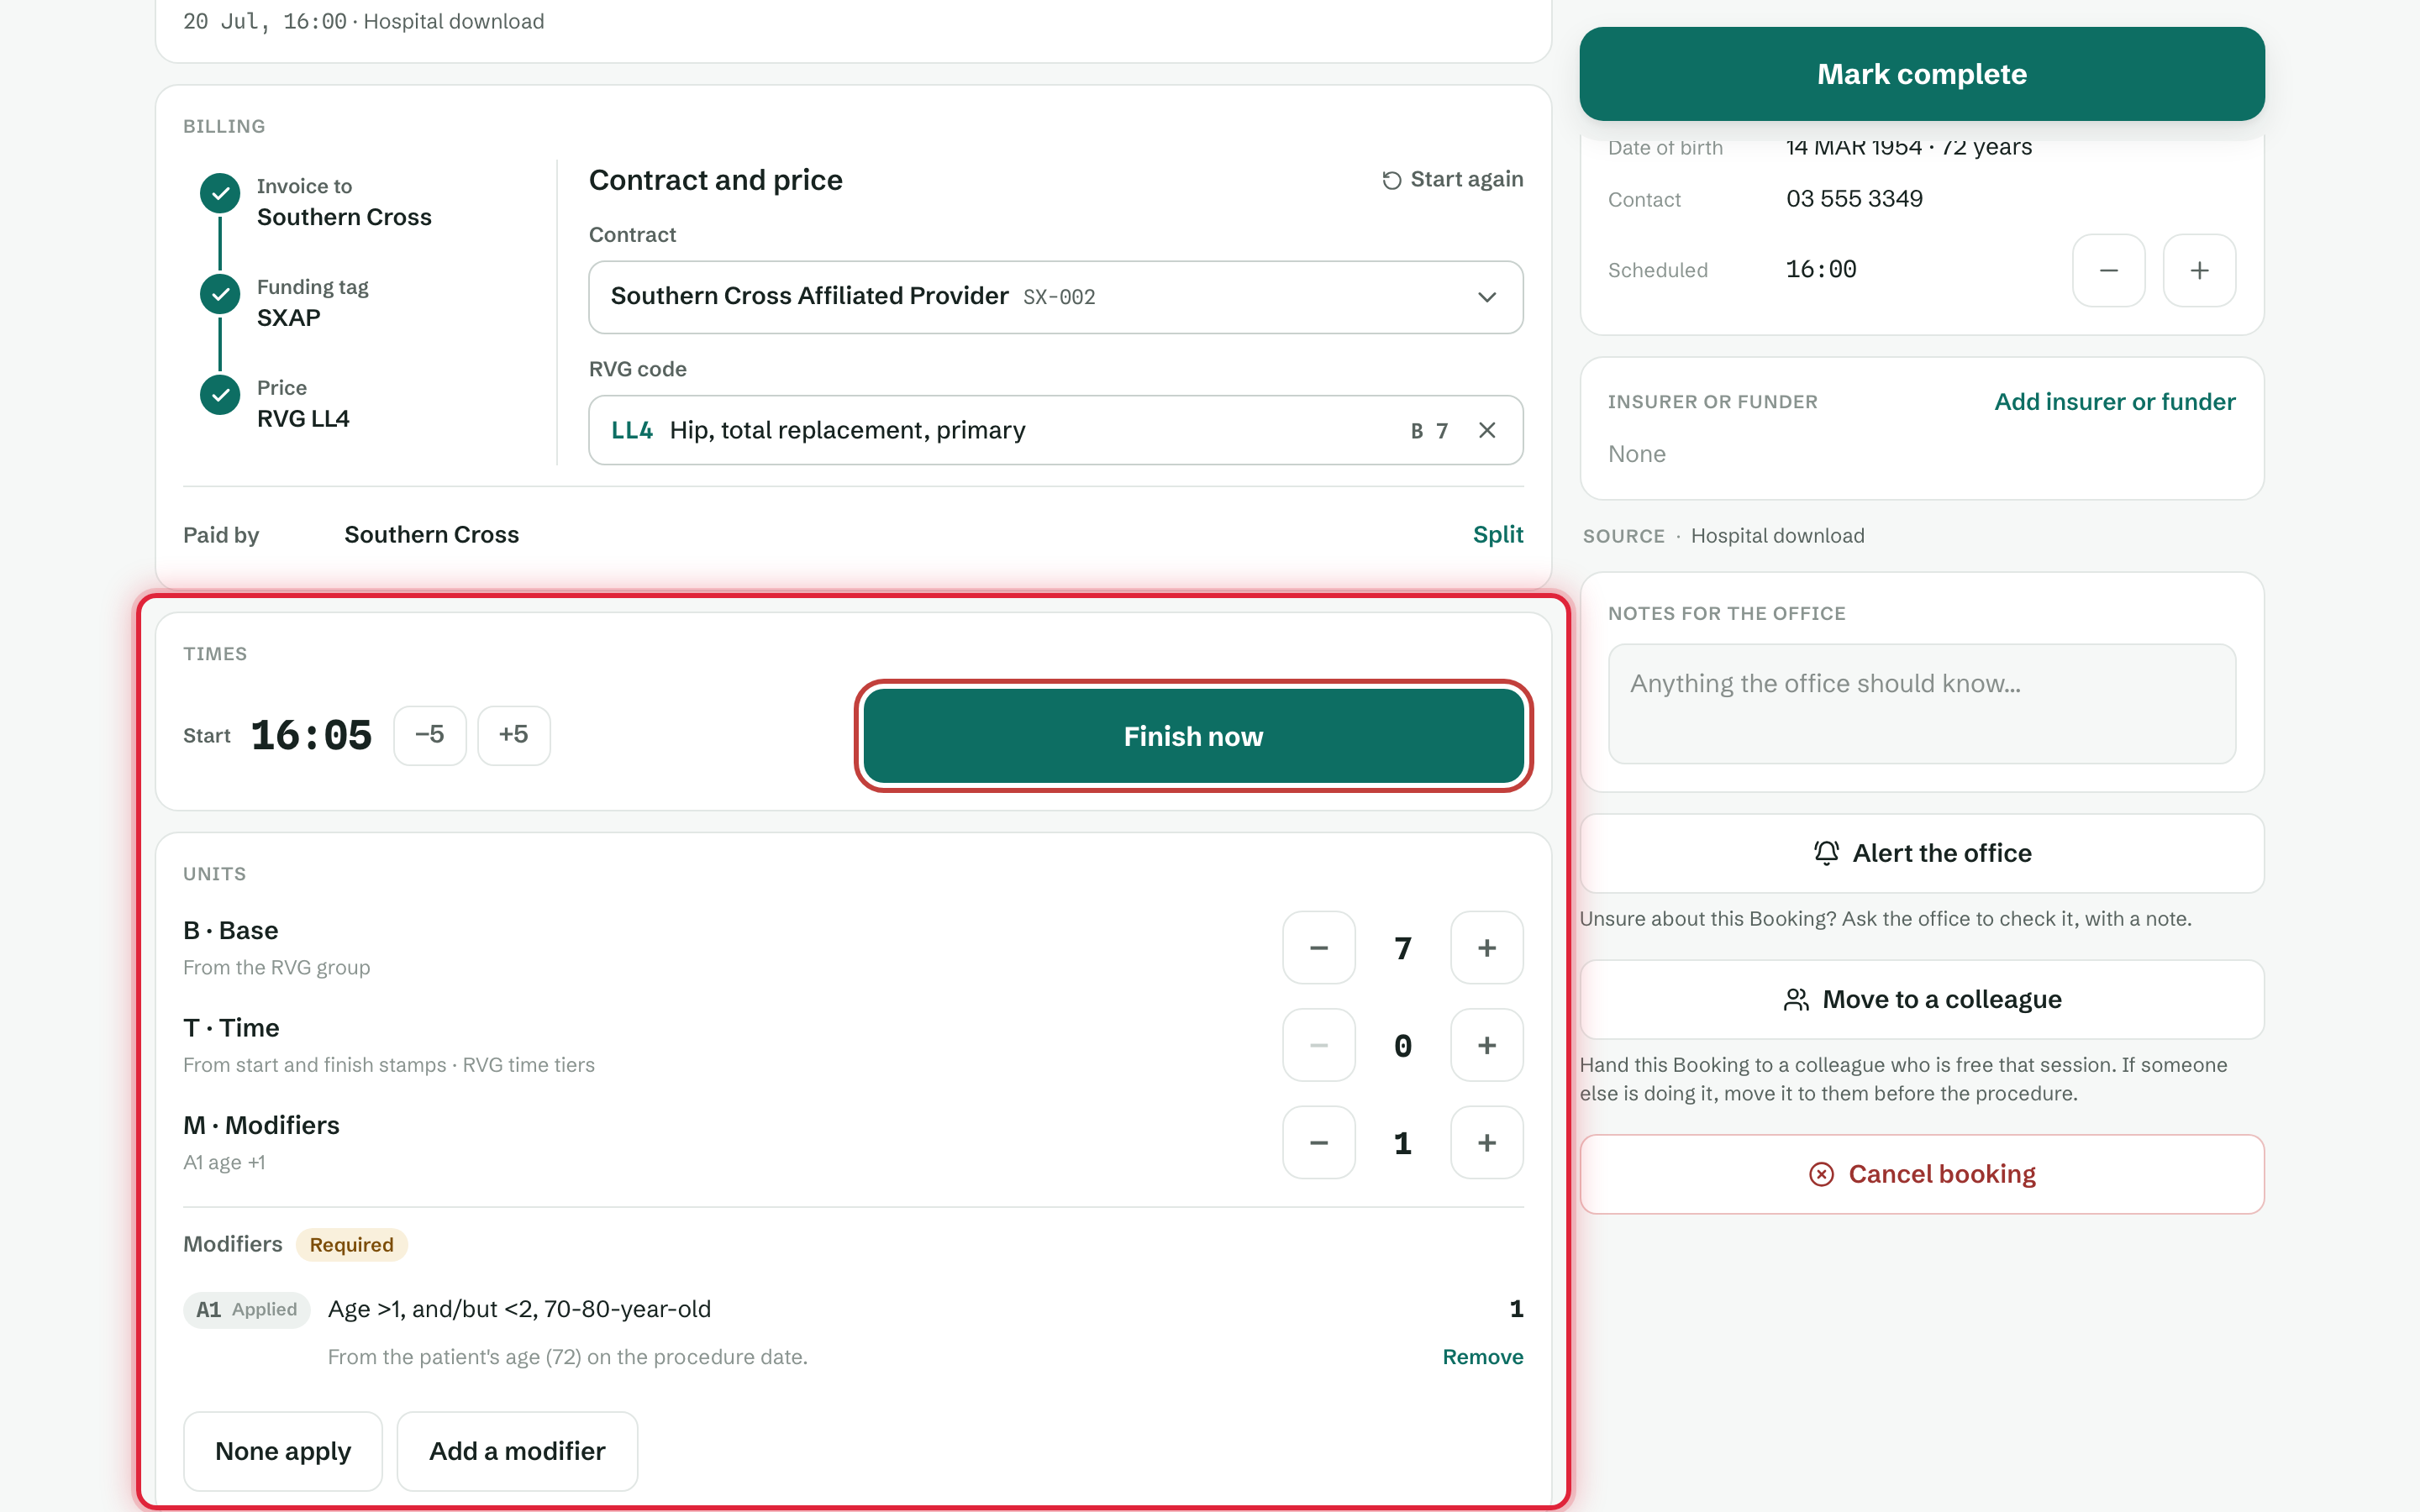 20 Jul, 16:00 · Hospital download
BILLING
Invoice to
Southern Cross
Funding tag
SXAP
Price
RVG LL4
Contract and price
Start again
Contract
Southern Cross Affiliated Provider SX-002
RVG code
LL4 Hip, total replacement, primary B 7
Paid by Southern Cross Split
TIMES
Start 16:05 −5 +5 Finish now
UNITS
B · Base
From the RVG group
− 7 +
T · Time
From start and finish stamps · RVG time tiers
− 0 +
M · Modifiers
A1 age +1
− 1 +
Modifiers Required
A1 Applied Age >1, and/but <2, 70-80-year-old 1
From the patient's age (72) on the procedure date. Remove
None apply Add a modifier
Mark complete
Date of birth 14 MAR 1954 · 72 years
Contact 03 555 3349
Scheduled 16:00 − +
INSURER OR FUNDER Add insurer or funder
None
SOURCE · Hospital download
NOTES FOR THE OFFICE
Anything the office should know...
Alert the office
Unsure about this Booking? Ask the office to check it, with a note.
Move to a colleague
Hand this Booking to a colleague who is free that session. If someone
else is doing it, move it to them before the procedure.
Cancel booking